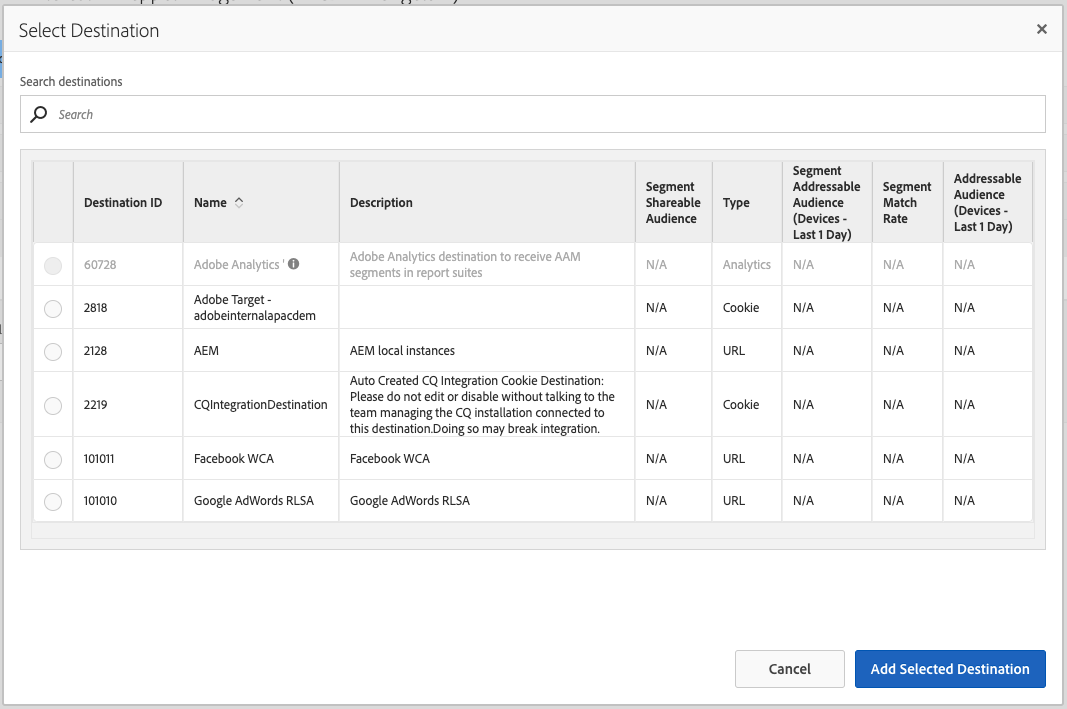 Select Destination
Search destinations
Search
Destination ID
Name
Description
Segment
Shareable
Audience
Type
Segment
Addressable
Audience
(Devices -
Last 1 Day)
Segment
Match
Rate
Addressable
Audience
(Devices -
Last 1 Day)
60728
Adobe Analytics '
Adobe Analytics destination to receive AAM
segments in report suites
N/A
Analytics
N/A
N/A
N/A
2818
Adobe Target -
adobeinternalapacdem
N/A
Cookie
N/A
N/A
N/A
2128
AEM
AEM local instances
N/A
URL
N/A
N/A
N/A
2219
CQIntegrationDestination
Auto Created CQ Integration Cookie Destination:
Please do not edit or disable without talking to the
team managing the CQ installation connected to
this destination.Doing so may break integration.
N/A
Cookie
N/A
N/A
N/A
101011
Facebook WCA
Facebook WCA
N/A
URL
N/A
N/A
N/A
101010
Google AdWords RLSA
Google AdWords RLSA
N/A
URL
N/A
N/A
N/A
Cancel
Add Selected Destination